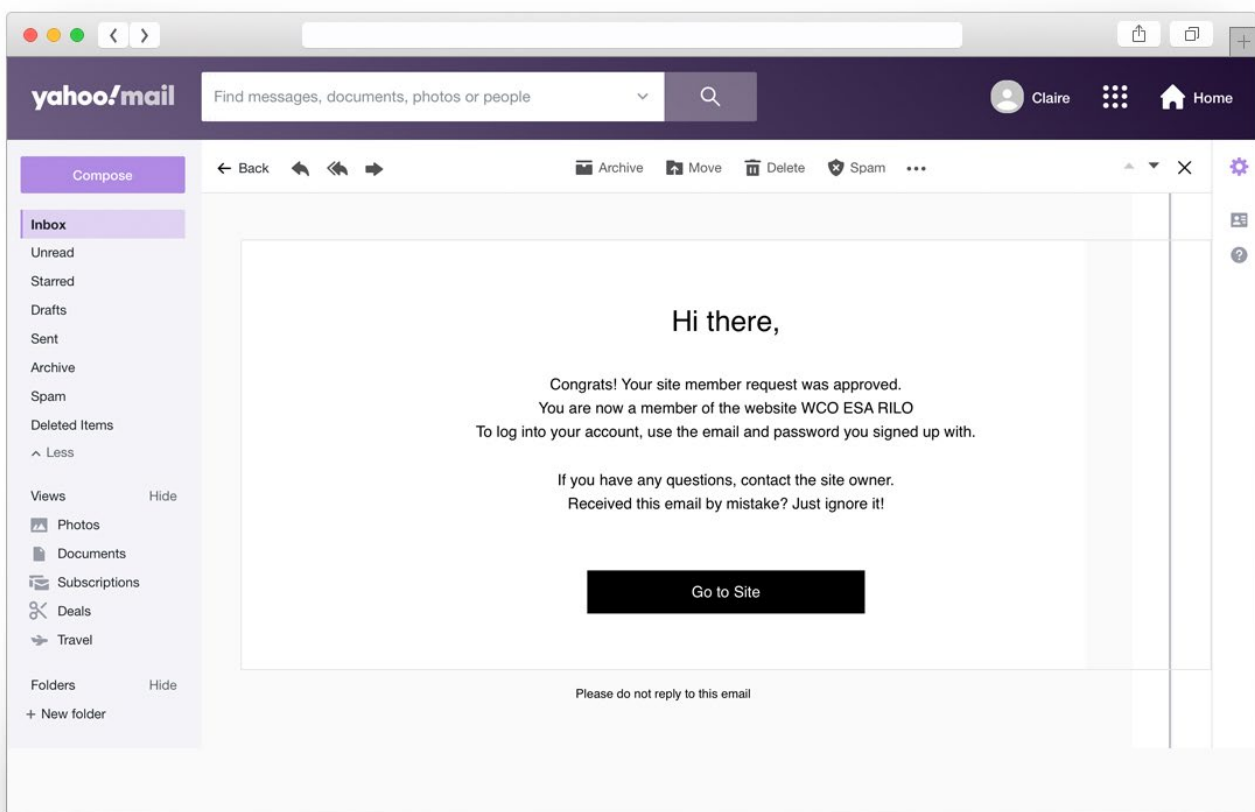 yahoo!mail
Find messages, documents, photos or people
Claire
Home
Compose
Back
Archive
Move
Delete
Spam
Inbox
Unread
Starred
Drafts
Sent
Archive
Spam
Deleted Items
Less
Views Hide
Photos
Documents
Subscriptions
Deals
Travel
Folders Hide
+ New folder
Hi there,
Congrats! Your site member request was approved.
You are now a member of the website WCO ESA RILO
To log into your account, use the email and password you signed up with.
If you have any questions, contact the site owner.
Received this email by mistake? Just ignore it!
Go to Site
Please do not reply to this email